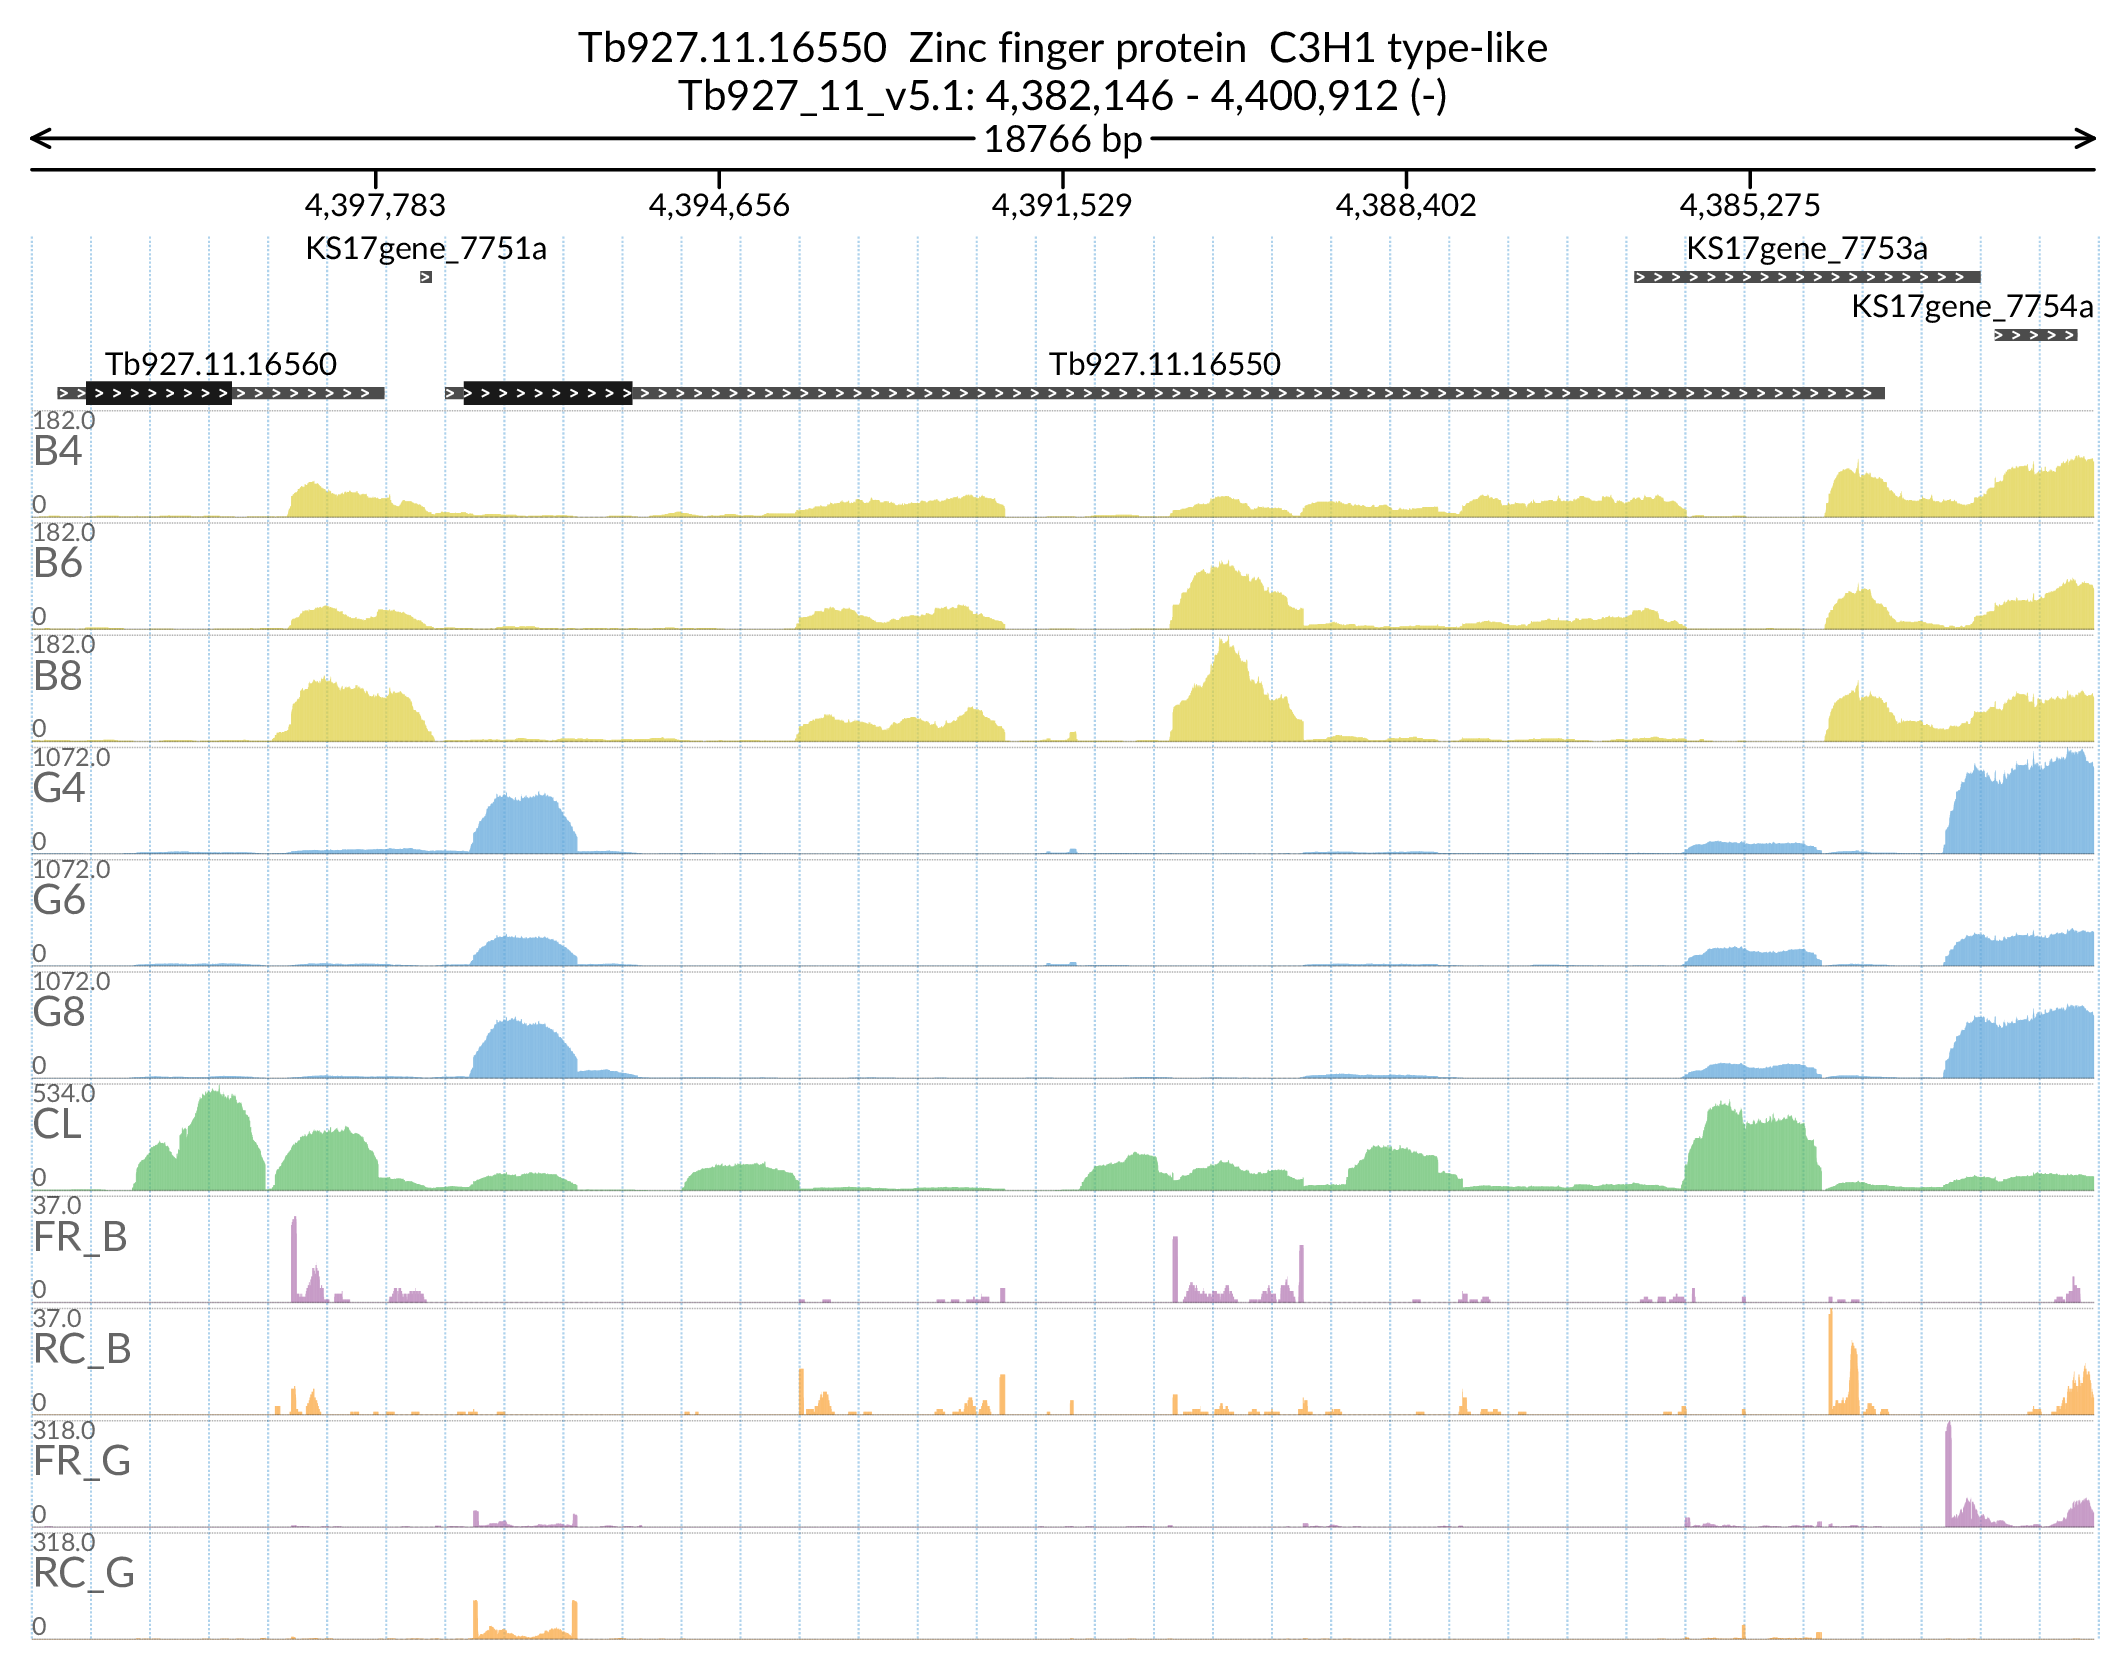 Tb927.11.16550  Zinc finger protein  C3H1 type-like
Tb927_11_v5.1: 4,382,146 - 4,400,912 (-)
18766 bp
4,397,783 4,394,656 4,391,529 4,388,402 4,385,275
KS17gene_7751a KS17gene_7753a
KS17gene_7754a
Tb927.11.16560 Tb927.11.16550
182.0
B4
0
182.0
B6
0
182.0
B8
0
1072.0
G4
0
1072.0
G6
0
1072.0
G8
0
534.0
CL
0
37.0
FR_B
0
37.0
RC_B
0
318.0
FR_G
0
318.0
RC_G
0